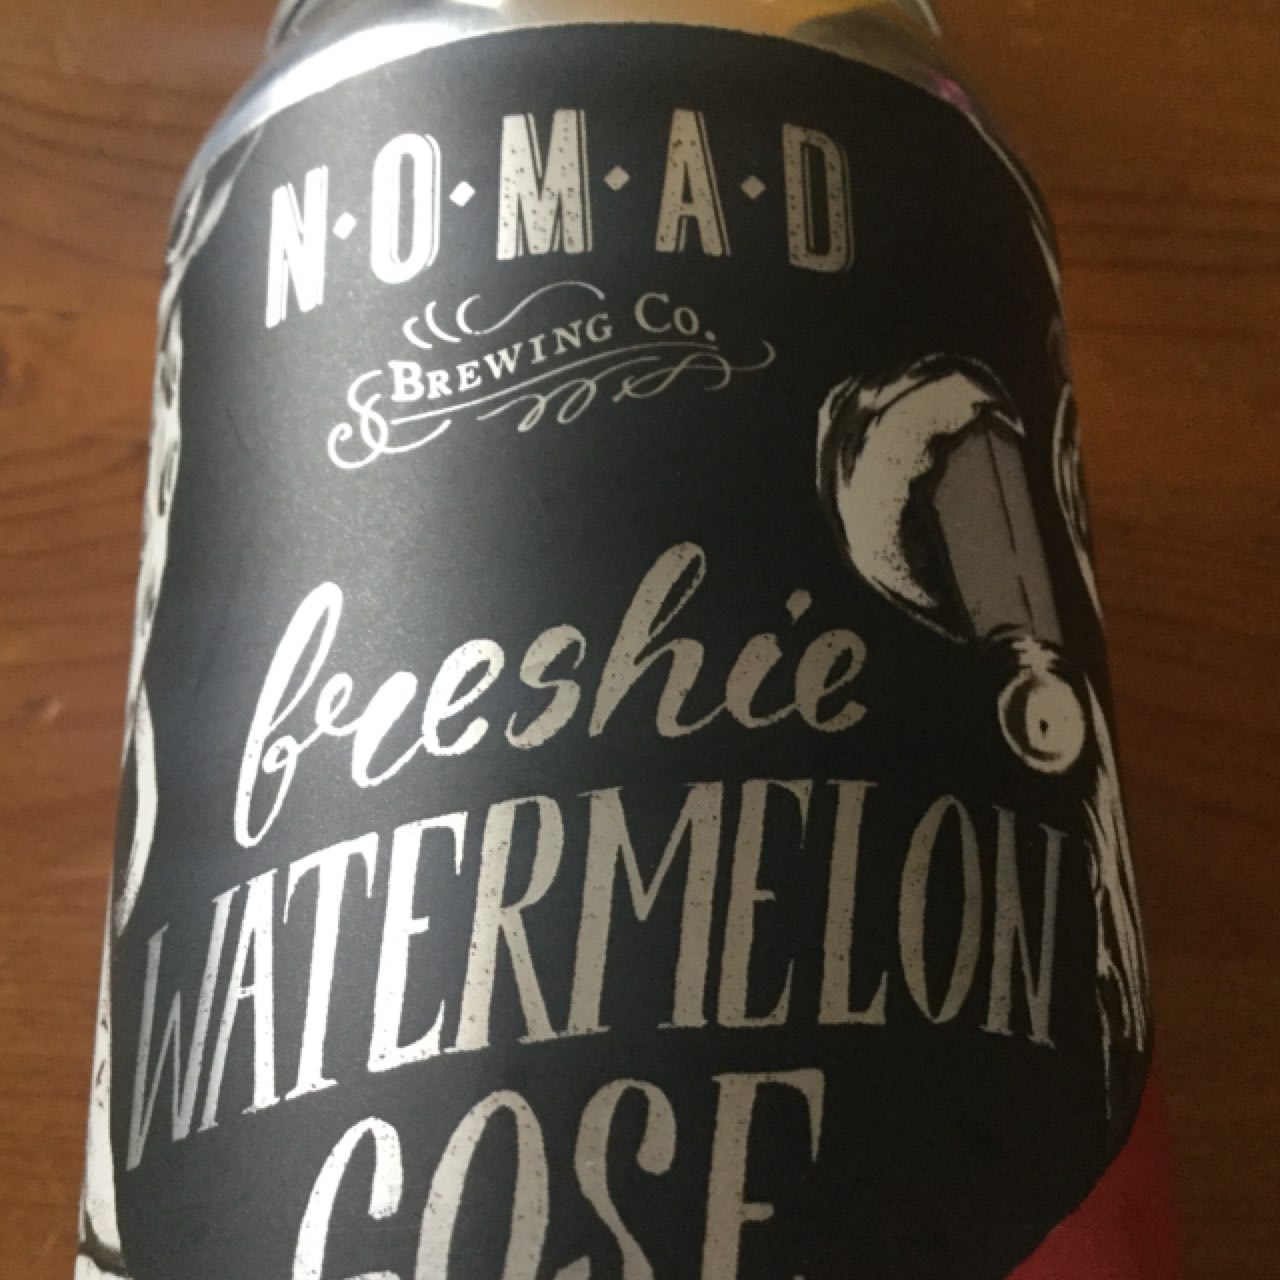 N·O·M·A·D
BREWING CO.
freshie
WATERMELON
GOSE